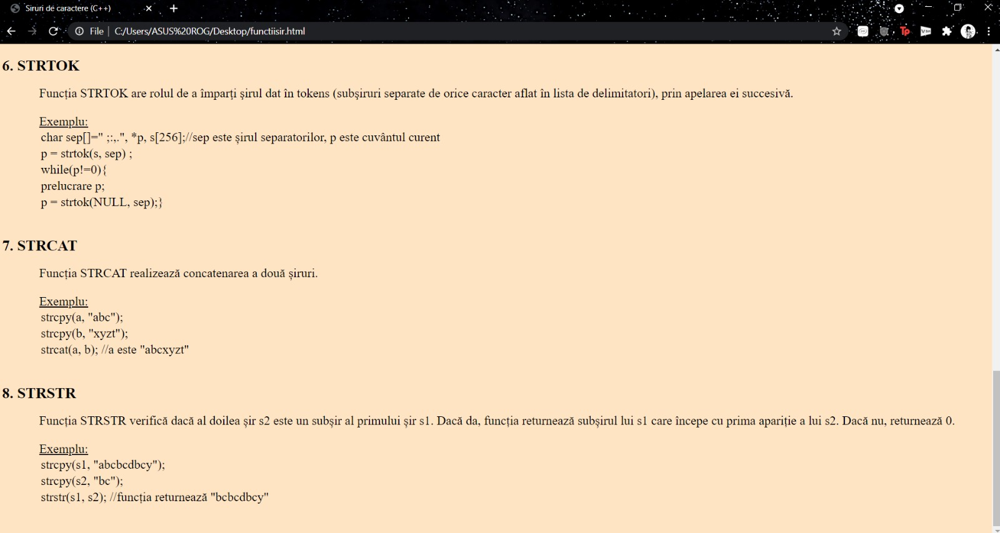 Siruri de caractere (C++)
File | C:/Users/ASUS%20ROG/Desktop/functiisir.html
Tp
VM
6. STRTOK
Funcția STRTOK are rolul de a împarți șirul dat în tokens (subșiruri separate de orice caracter aflat în lista de delimitatori), prin apelarea ei succesivă.
Exemplu:
char sep[]=" ;:,.", *p, s[256];//sep este șirul separatorilor, p este cuvântul curent
p = strtok(s, sep) ;
while(p!=0){
prelucrare p;
p = strtok(NULL, sep);}
7. STRCAT
Funcția STRCAT realizează concatenarea a două șiruri.
Exemplu:
strcpy(a, "abc");
strcpy(b, "xyzt");
strcat(a, b); //a este "abcxyzt"
8. STRSTR
Funcția STRSTR verifică dacă al doilea șir s2 este un subșir al primului șir s1. Dacă da, funcția returnează subșirul lui s1 care începe cu prima apariție a lui s2. Dacă nu, returnează 0.
Exemplu:
strcpy(s1, "abcbcdbcy");
strcpy(s2, "bc");
strstr(s1, s2); //funcția returnează "bcbcdbcy"